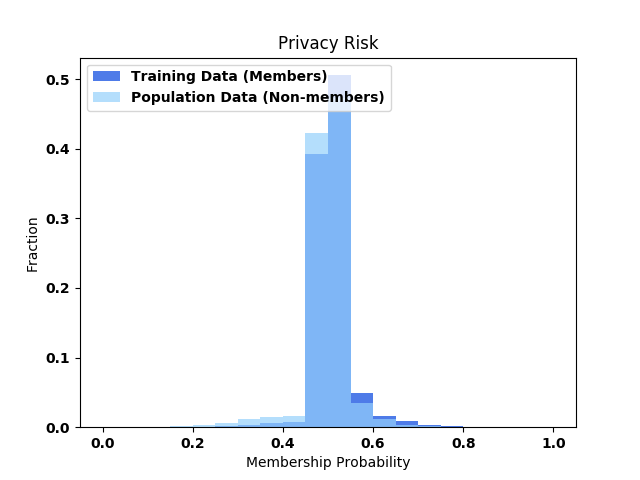 Privacy Risk
Training Data (Members)
Population Data (Non-members)
0.5
0.4
0.3
0.2
0.1
0.0
Fraction
0.0 0.2 0.4 0.6 0.8 1.0
Membership Probability